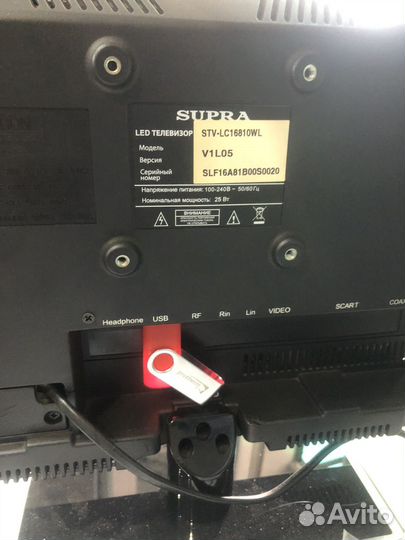 SUPRA
LED ТЕЛЕВИЗОР STV-LC16810WL
Модель
Версия V1L05
Серийный
номер SLF16A81B00S0020
Напряжение питания: 100-240В ~ 50/60Гц
Номинальная мощность: 25 Вт
ВНИМАНИЕ
Headphone USB RF Rin Lin VIDEO SCART COAX
Avito